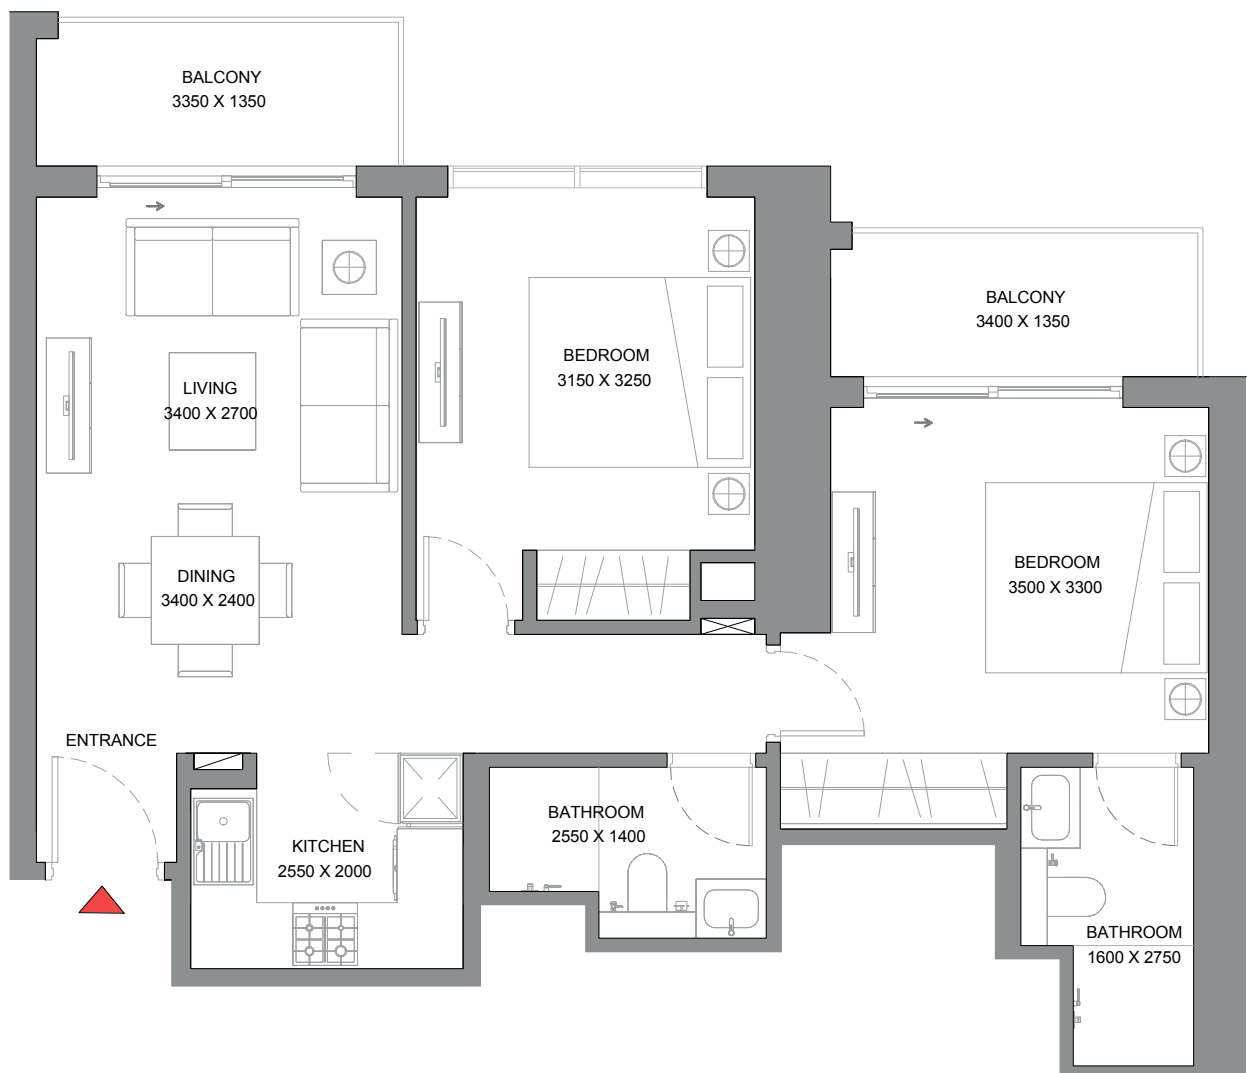 BALCONY
3350 X 1350
BALCONY
3400 X 1350
BEDROOM
3150 X 3250
LIVING
3400 X 2700
BEDROOM
3500 X 3300
DINING
3400 X 2400
ENTRANCE
KITCHEN
2550 X 2000
BATHROOM
2550 X 1400
BATHROOM
1600 X 2750